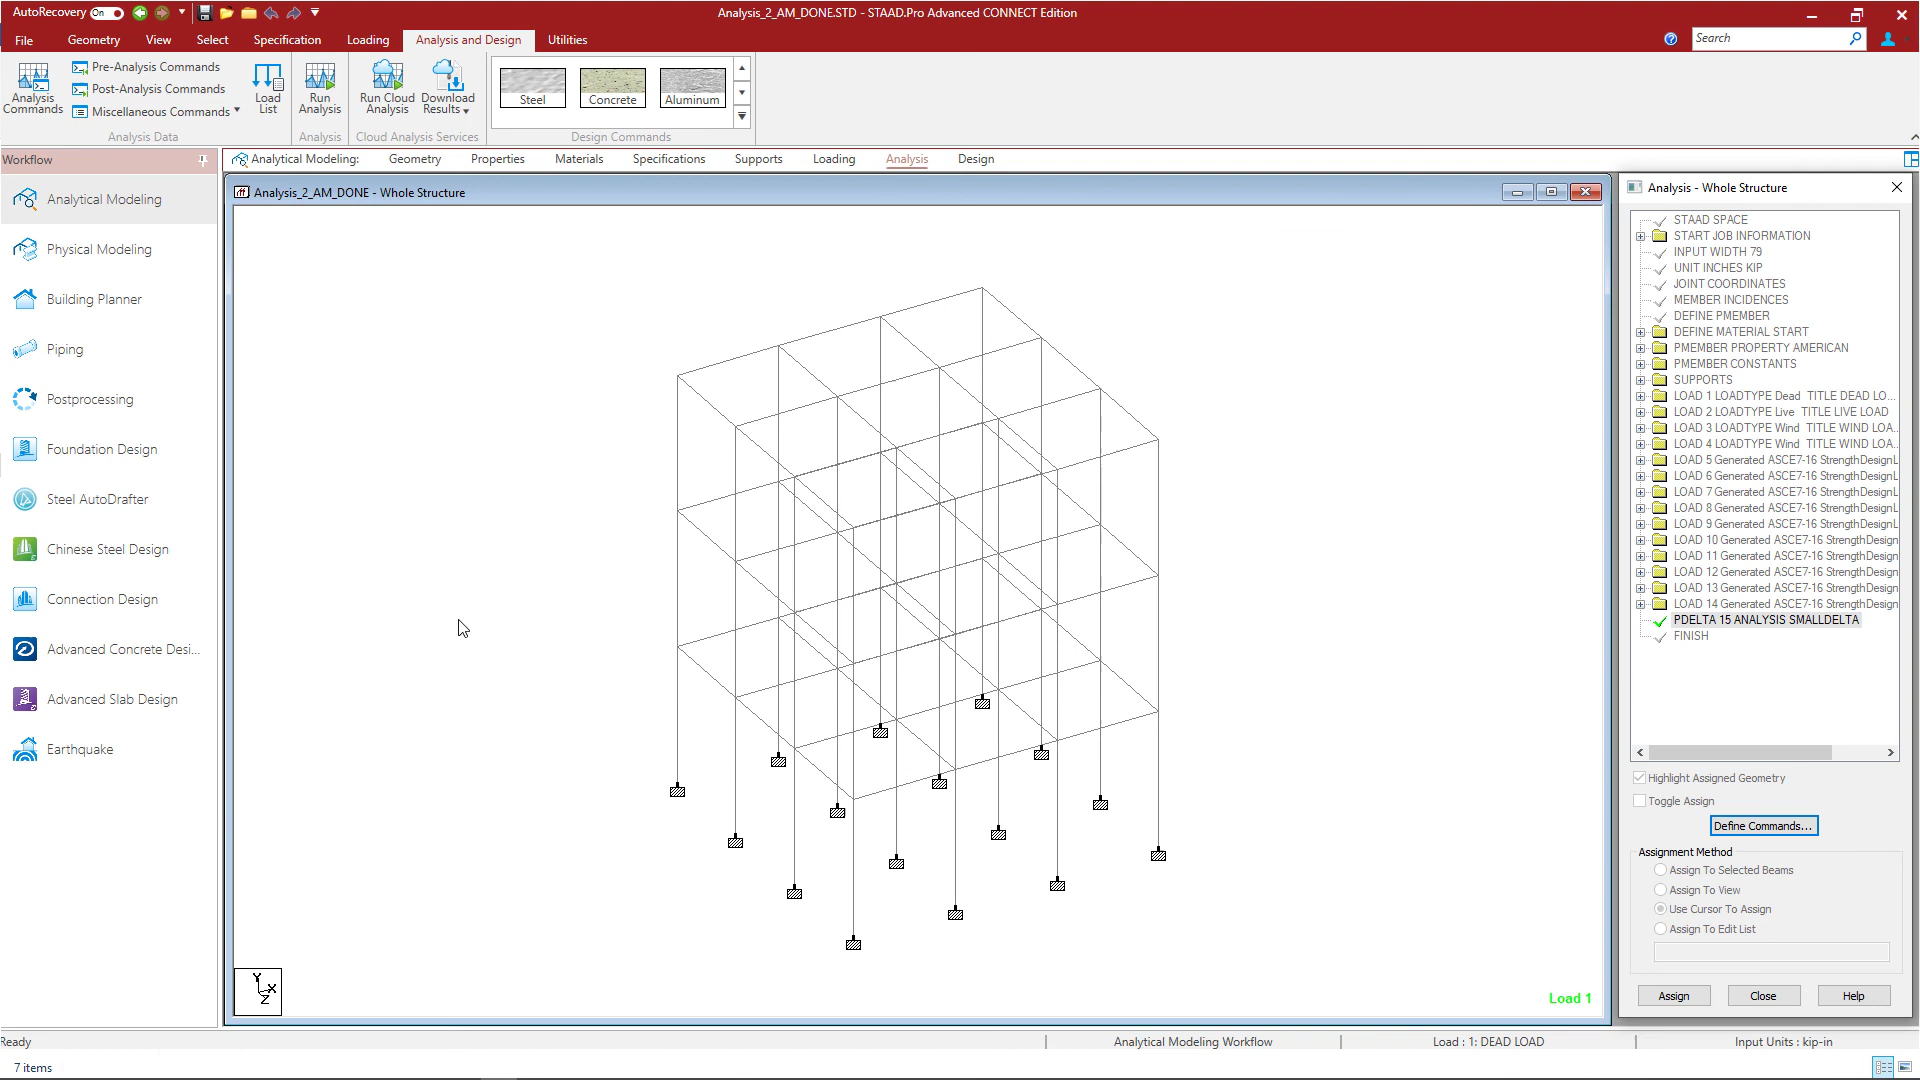 AutoRecovery On
Analysis_2_AM_DONE.STD - STAAD.Pro Advanced CONNECT Edition
File Geometry View Select Specification Loading Analysis and Design Utilities
Search
Analysis Commands
Pre-Analysis Commands
Post-Analysis Commands
Miscellaneous Commands
Load List
Run Analysis
Run Cloud Analysis
Download Results
Steel
Concrete
Aluminum
Analysis Data
Analysis
Cloud Analysis Services
Design Commands
Workflow
Analytical Modeling: Geometry Properties Materials Specifications Supports Loading Analysis Design
Analytical Modeling
Physical Modeling
Building Planner
Piping
Postprocessing
Foundation Design
Steel AutoDrafter
Chinese Steel Design
Connection Design
Advanced Concrete Desi...
Advanced Slab Design
Earthquake
Analysis_2_AM_DONE - Whole Structure
Y
X
Z
Load 1
Analysis - Whole Structure
STAAD SPACE
START JOB INFORMATION
INPUT WIDTH 79
UNIT INCHES KIP
JOINT COORDINATES
MEMBER INCIDENCES
DEFINE PMEMBER
DEFINE MATERIAL START
PMEMBER PROPERTY AMERICAN
PMEMBER CONSTANTS
SUPPORTS
LOAD 1 LOADTYPE Dead TITLE DEAD LO...
LOAD 2 LOADTYPE Live TITLE LIVE LOAD
LOAD 3 LOADTYPE Wind TITLE WIND LOA...
LOAD 4 LOADTYPE Wind TITLE WIND LOA...
LOAD 5 Generated ASCE7-16 StrengthDesignL
LOAD 6 Generated ASCE7-16 StrengthDesignL
LOAD 7 Generated ASCE7-16 StrengthDesignL
LOAD 8 Generated ASCE7-16 StrengthDesignL
LOAD 9 Generated ASCE7-16 StrengthDesignL
LOAD 10 Generated ASCE7-16 StrengthDesign
LOAD 11 Generated ASCE7-16 StrengthDesign
LOAD 12 Generated ASCE7-16 StrengthDesign
LOAD 13 Generated ASCE7-16 StrengthDesign
LOAD 14 Generated ASCE7-16 StrengthDesign
PDELTA 15 ANALYSIS SMALLDELTA
FINISH
Highlight Assigned Geometry
Toggle Assign
Define Commands...
Assignment Method
Assign To Selected Beams
Assign To View
Use Cursor To Assign
Assign To Edit List
Assign Close Help
Ready
Analytical Modeling Workflow
Load : 1: DEAD LOAD
Input Units : kip-in
7 items